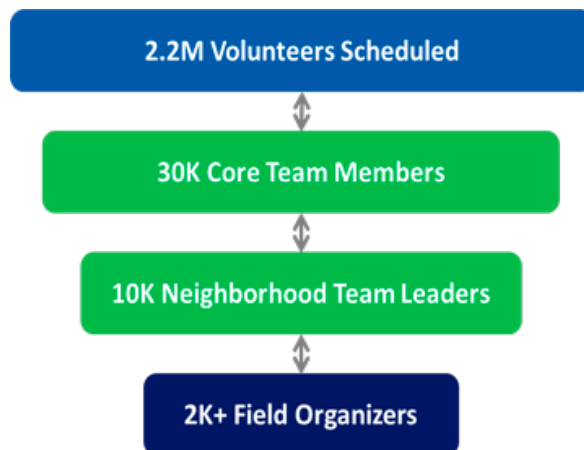 2.2M Volunteers Scheduled
30K Core Team Members
10K Neighborhood Team Leaders
2K+ Field Organizers